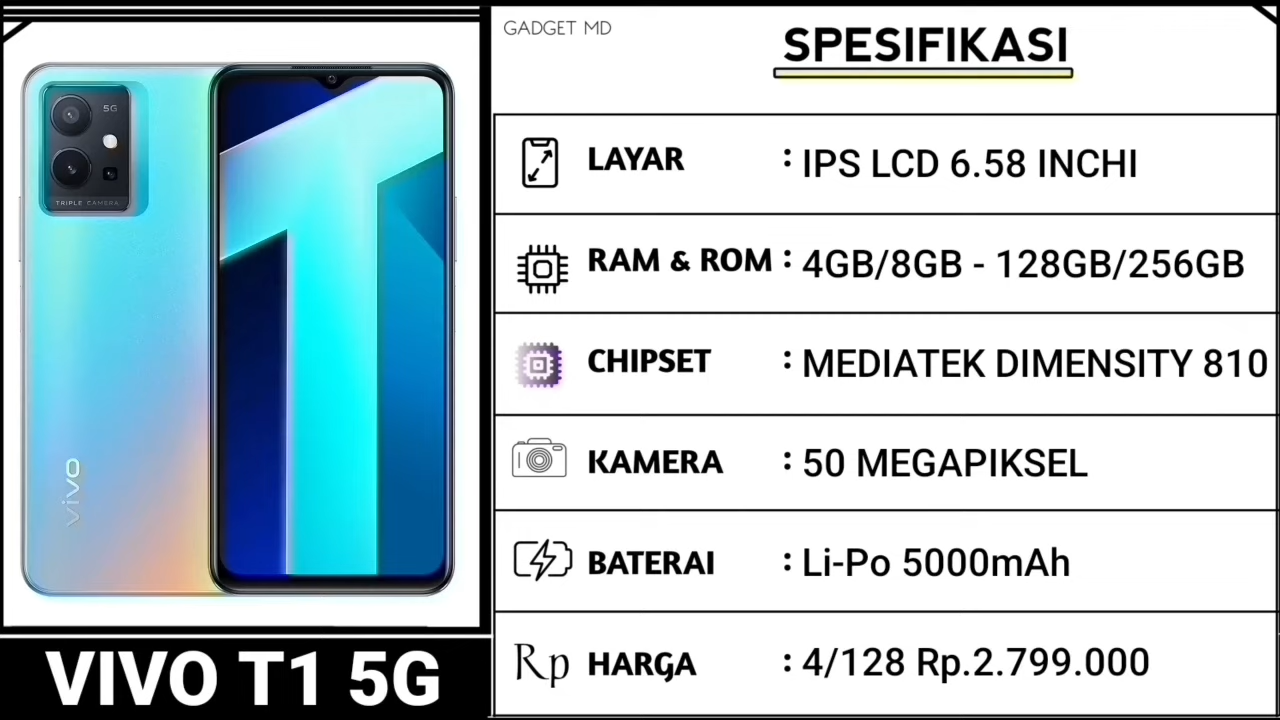 GADGET MD
SPESIFIKASI
5G
TRIPLE CAMERA
vivo
VIVO T1 5G
LAYAR : IPS LCD 6.58 INCHI
RAM & ROM : 4GB/8GB - 128GB/256GB
CHIPSET : MEDIATEK DIMENSITY 810
KAMERA : 50 MEGAPIKSEL
BATERAI : Li-Po 5000mAh
Rp HARGA : 4/128 Rp.2.799.000